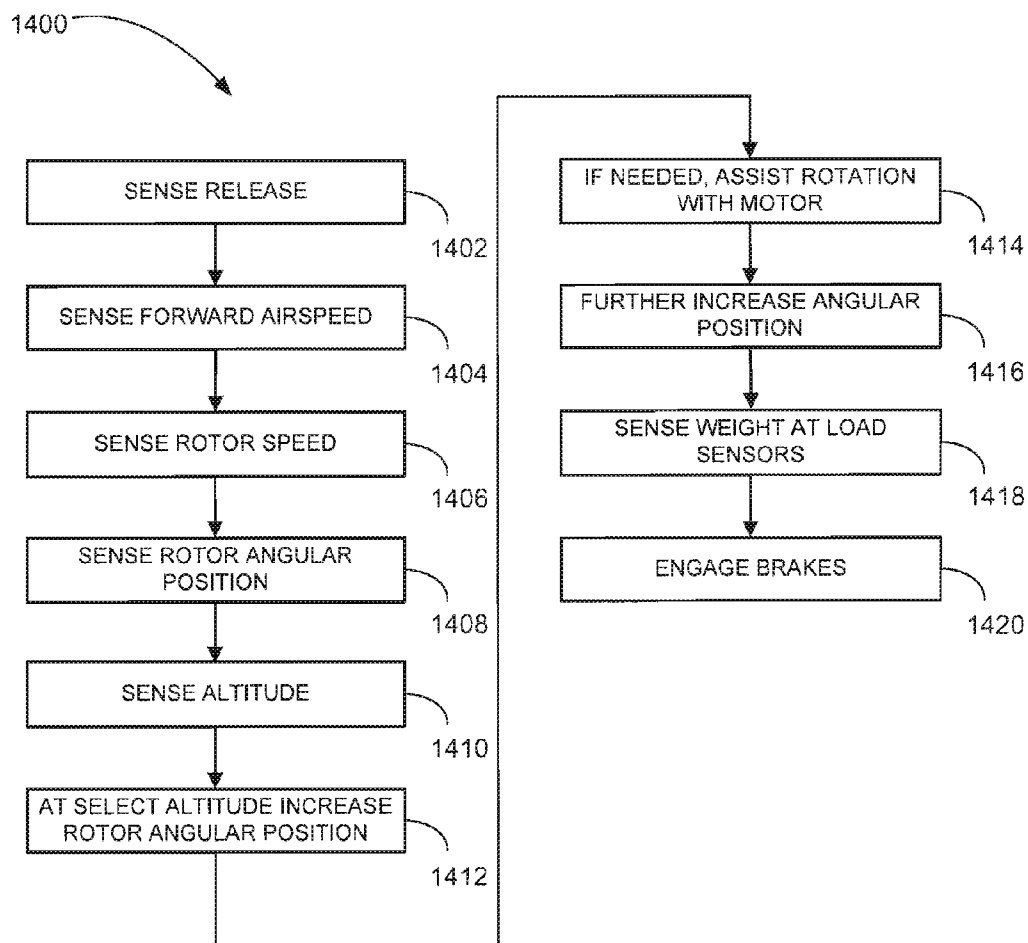 1400
SENSE RELEASE
1402
SENSE FORWARD AIRSPEED
1404
SENSE ROTOR SPEED
1406
SENSE ROTOR ANGULAR
POSITION
1408
SENSE ALTITUDE
1410
AT SELECT ALTITUDE INCREASE
ROTOR ANGULAR POSITION
1412
IF NEEDED, ASSIST ROTATION
WITH MOTOR
1414
FURTHER INCREASE ANGULAR
POSITION
1416
SENSE WEIGHT AT LOAD
SENSORS
1418
ENGAGE BRAKES
1420